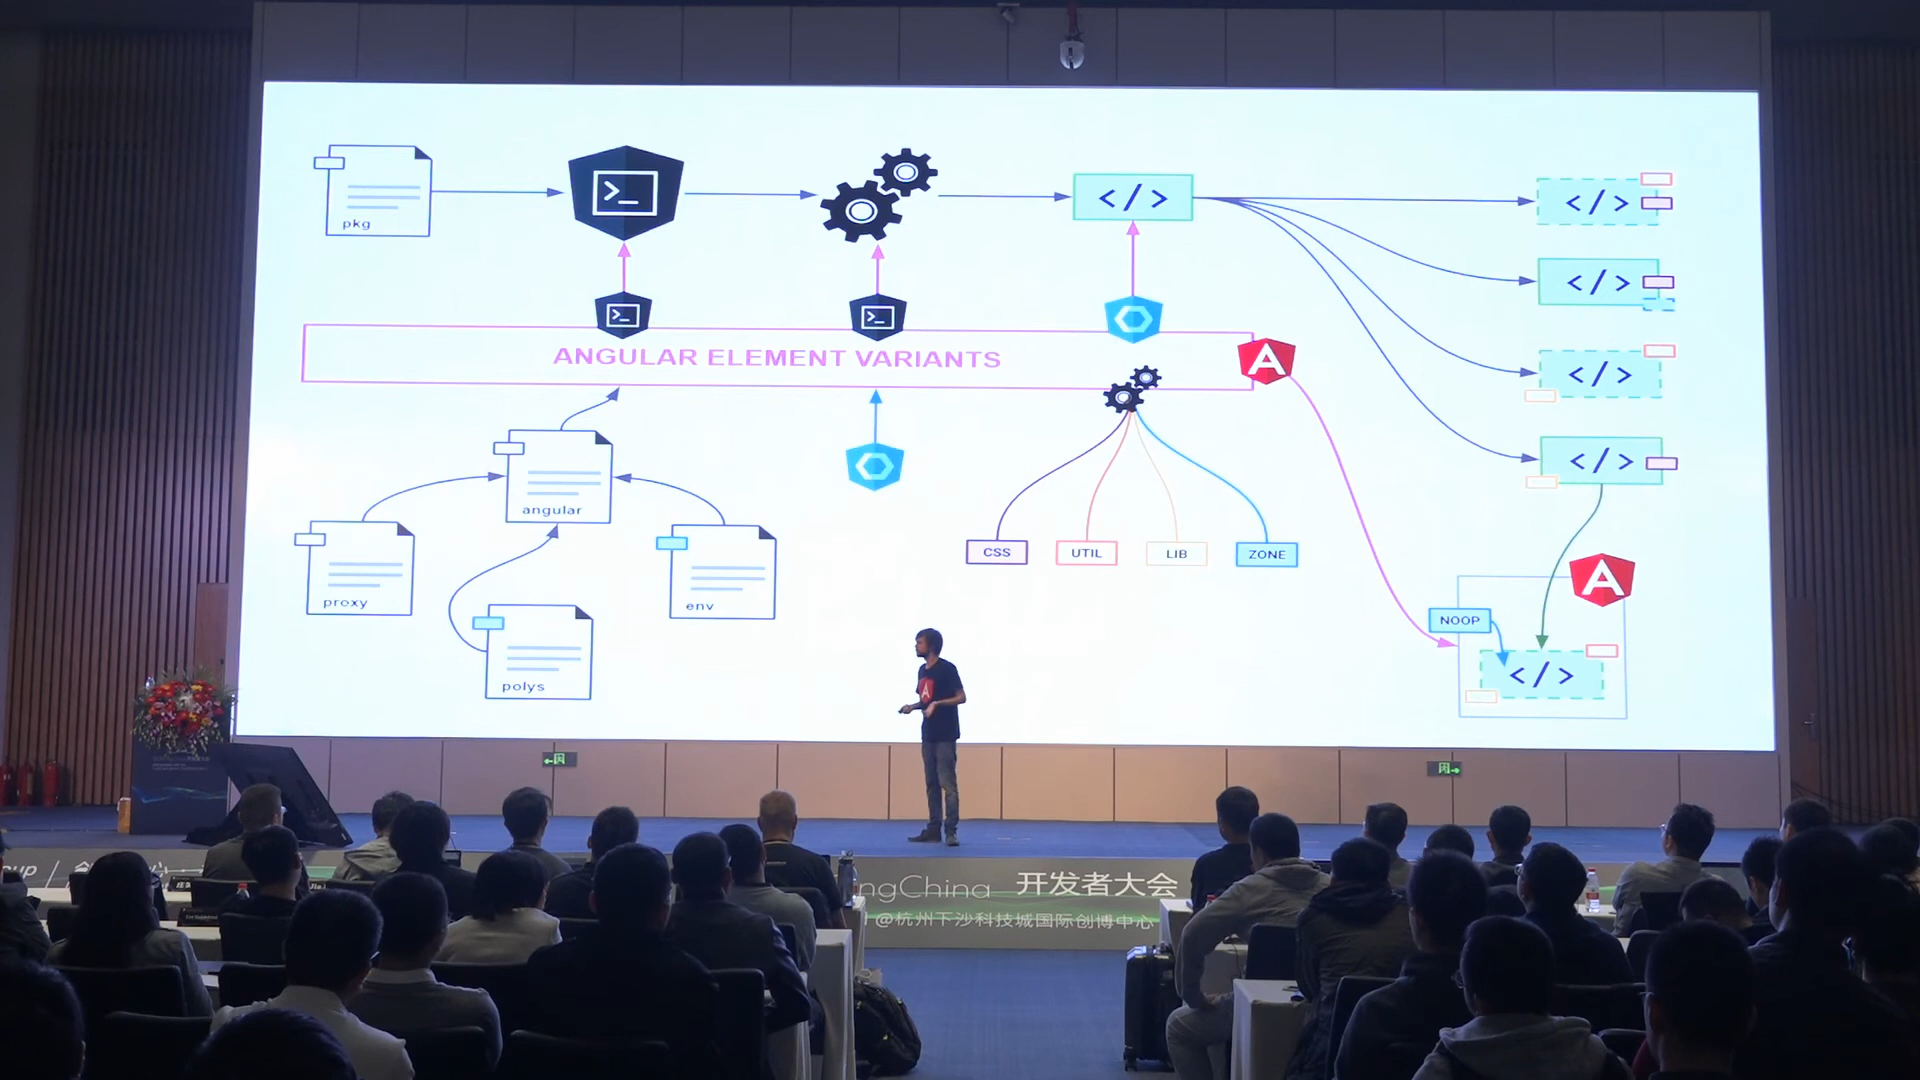 pkg
</>
</>
</>
ANGULAR ELEMENT VARIANTS
A
</>
angular
</>
CSS
UTIL
LIB
ZONE
proxy
env
A
NOOP
</>
polys
A
开发者大会
ngChina
@杭州下沙科技城国际创博中心